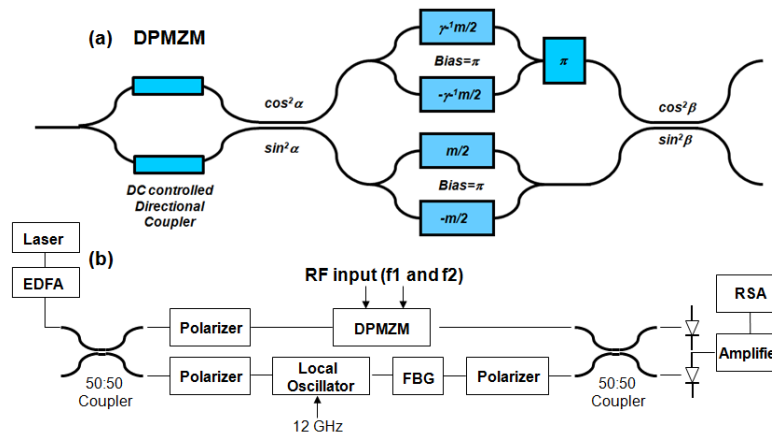 (a) DPMZM
γ-1m/2
Bias=π
-γ-1m/2
π
cos2α
sin2α
cos2β
sin2β
m/2
Bias=π
-m/2
DC controlled
Directional
Coupler
(b)
Laser
EDFA
RF input (f1 and f2)
RSA
Polarizer
DPMZM
Amplifie
Polarizer
Local
Oscillator
FBG
Polarizer
50:50
Coupler
50:50
Coupler
12 GHz